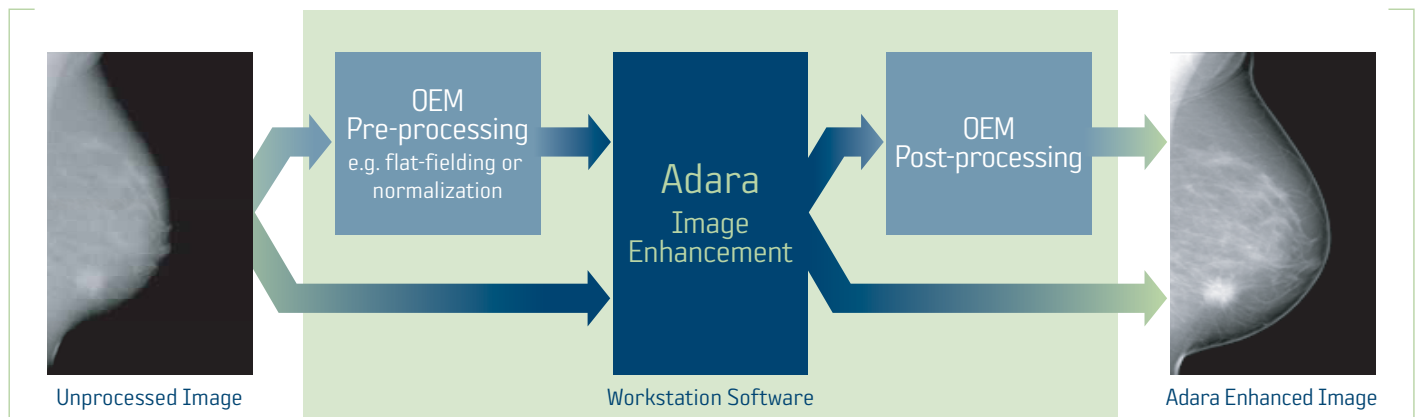 OEM
Pre-processing
e.g. flat-fielding or
normalization
Adara
Image
Enhancement
OEM
Post-processing
Unprocessed Image
Workstation Software
Adara Enhanced Image